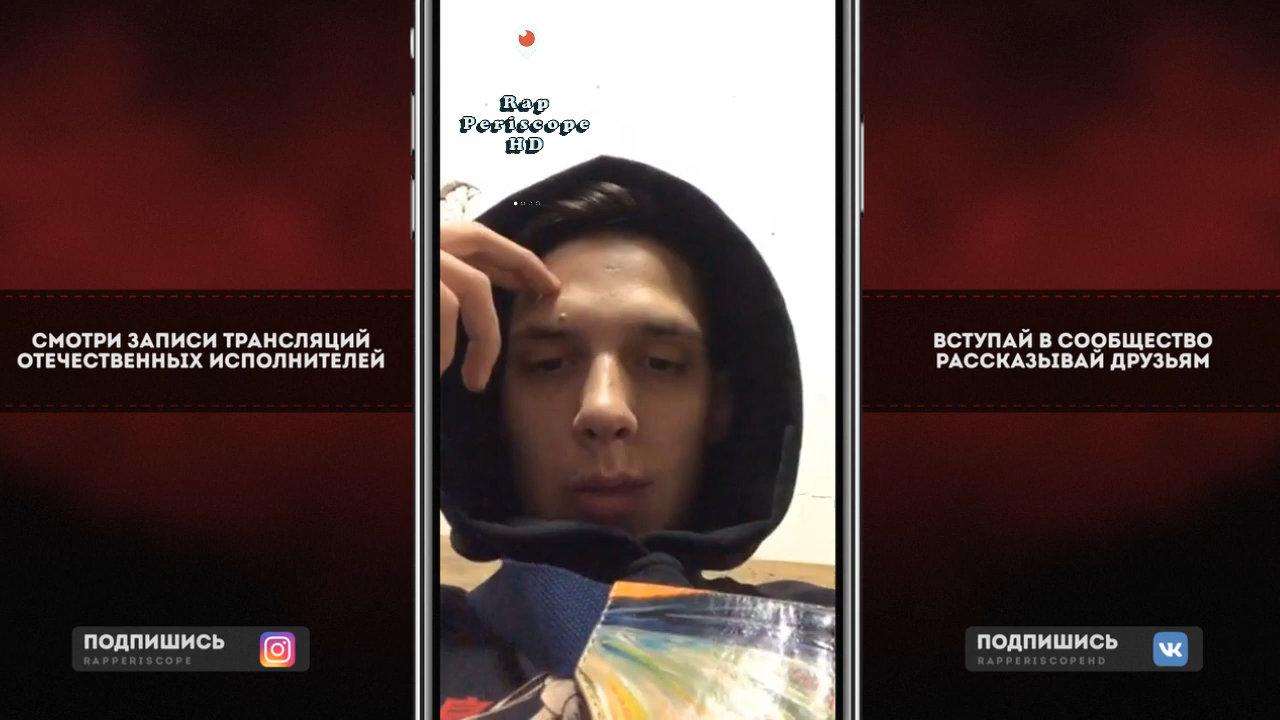 Rap
Periscope
HD
СМОТРИ ЗАПИСИ ТРАНСЛЯЦИЙ
ОТЕЧЕСТВЕННЫХ ИСПОЛНИТЕЛЕЙ
ВСТУПАЙ В СООБЩЕСТВО
РАССКАЗЫВАЙ ДРУЗЬЯМ
ПОДПИШИСЬ
RAPPERISCOPE
ПОДПИШИСЬ
RAPPERISCOPEHD